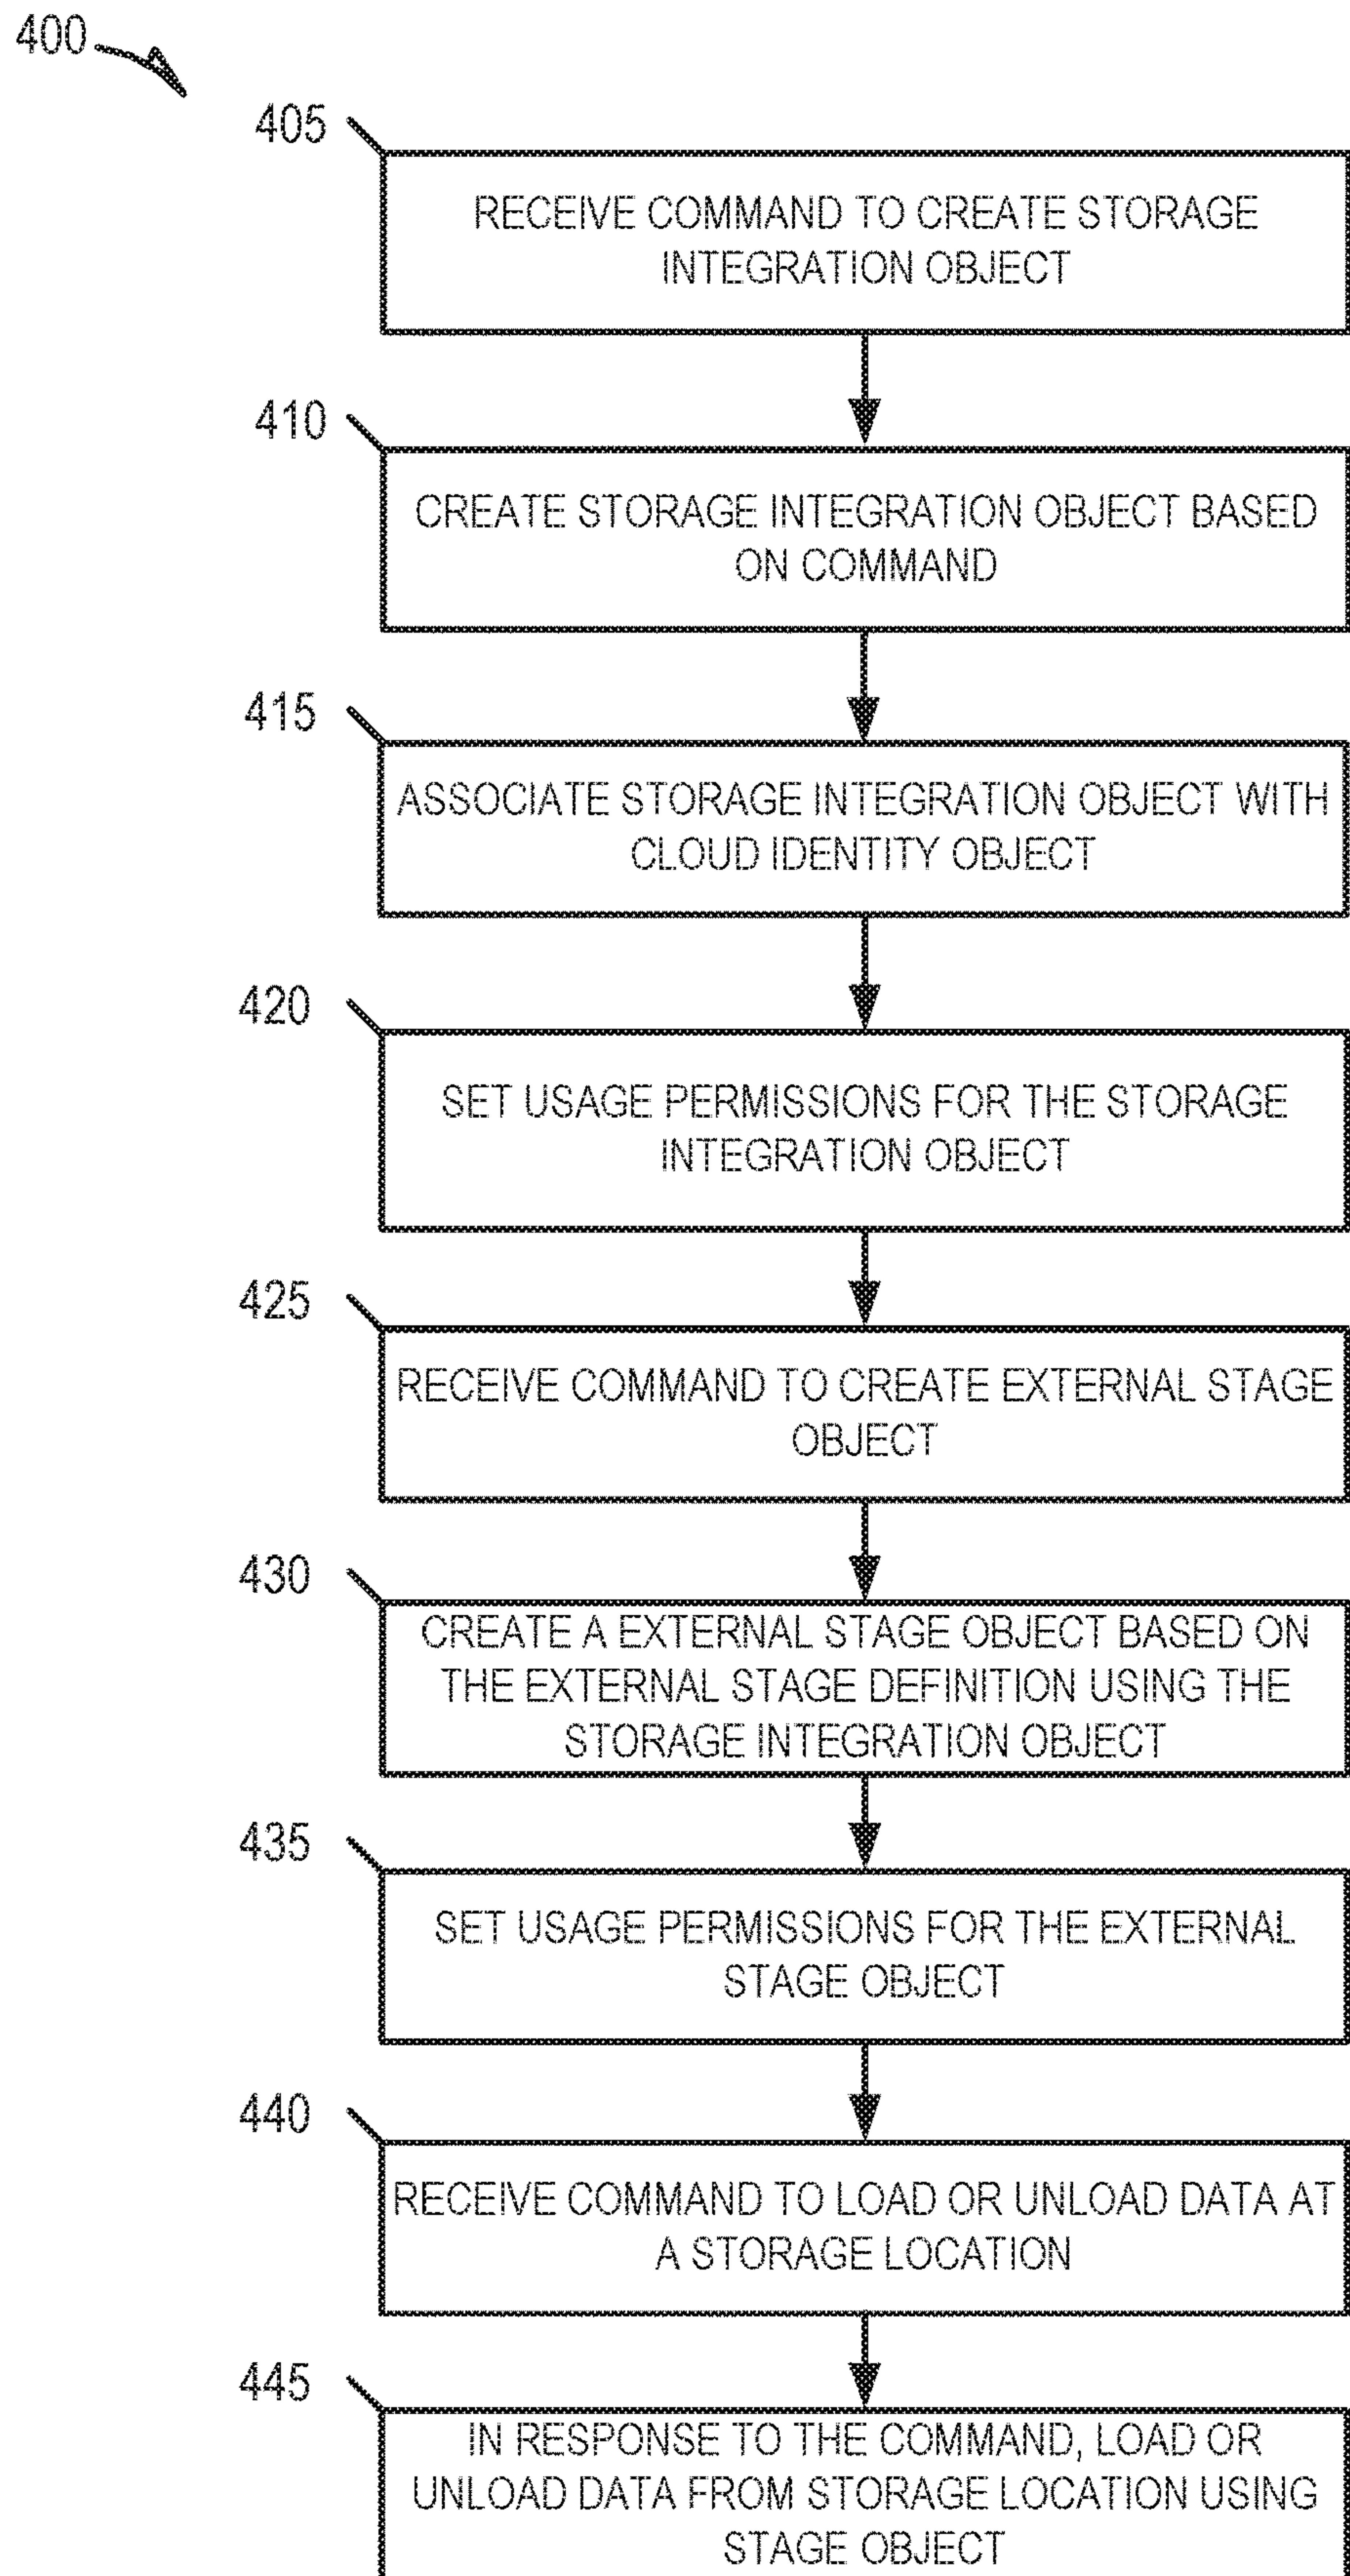 400
405
RECEIVE COMMAND TO CREATE STORAGE
INTEGRATION OBJECT
410
CREATE STORAGE INTEGRATION OBJECT BASED
ON COMMAND
415
ASSOCIATE STORAGE INTEGRATION OBJECT WITH
CLOUD IDENTITY OBJECT
420
SET USAGE PERMISSIONS FOR THE STORAGE
INTEGRATION OBJECT
425
RECEIVE COMMAND TO CREATE EXTERNAL STAGE
OBJECT
430
CREATE A EXTERNAL STAGE OBJECT BASED ON
THE EXTERNAL STAGE DEFINITION USING THE
STORAGE INTEGRATION OBJECT
435
SET USAGE PERMISSIONS FOR THE EXTERNAL
STAGE OBJECT
440
RECEIVE COMMAND TO LOAD OR UNLOAD DATA AT
A STORAGE LOCATION
445
IN RESPONSE TO THE COMMAND, LOAD OR
UNLOAD DATA FROM STORAGE LOCATION USING
STAGE OBJECT